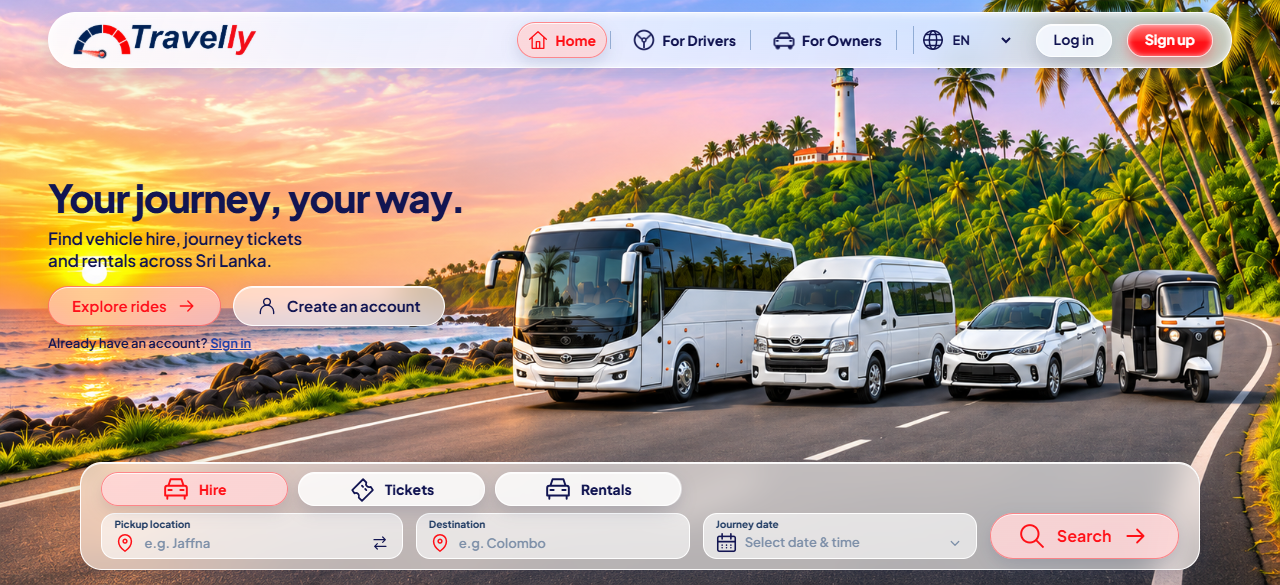 Travelly
Home
For Drivers
For Owners
EN
Log in
Sign up
Your journey, your way.
Find vehicle hire, journey tickets
and rentals across Sri Lanka.
Explore rides
Create an account
Already have an account? Sign in
Hire
Tickets
Rentals
Pickup location
e.g. Jaffna
Destination
e.g. Colombo
Journey date
Select date & time
Search